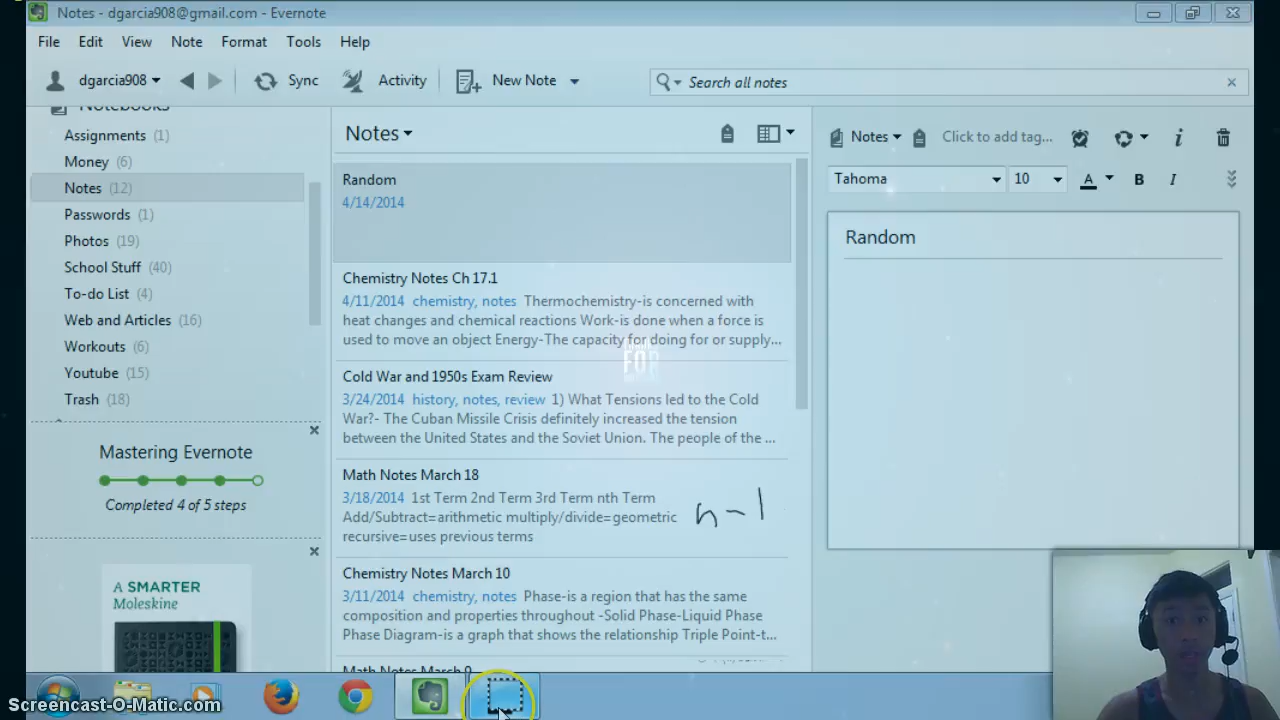 Notes - dgarcia908@gmail.com - Evernote
File Edit View Note Format Tools Help
dgarcia908 Sync Activity New Note Search all notes
Notebooks
Assignments (1)
Money (6)
Notes (12)
Passwords (1)
Photos (19)
School Stuff (40)
To-do List (4)
Web and Articles (16)
Workouts (6)
Youtube (15)
Trash (18)
Mastering Evernote
Completed 4 of 5 steps
A SMARTER
Moleskine
Notes
Random
4/14/2014
Chemistry Notes Ch 17.1
4/11/2014 chemistry, notes Thermochemistry-is concerned with
heat changes and chemical reactions Work-is done when a force is
used to move an object Energy-The capacity for doing for or supply...
Cold War and 1950s Exam Review
3/24/2014 history, notes, review 1) What Tensions led to the Cold
War?- The Cuban Missile Crisis definitely increased the tension
between the United States and the Soviet Union. The people of the ...
Math Notes March 18
3/18/2014 1st Term 2nd Term 3rd Term nth Term
Add/Subtract=arithmetic multiply/divide=geometric
recursive=uses previous terms
n-1
Chemistry Notes March 10
3/11/2014 chemistry, notes Phase-is a region that has the same
composition and properties throughout -Solid Phase-Liquid Phase
Phase Diagram-is a graph that shows the relationship Triple Point-t...
Math Notes March 9
Notes Click to add tag... i
Tahoma 10 A B I
Random
FOR
Screencast-O-Matic.com